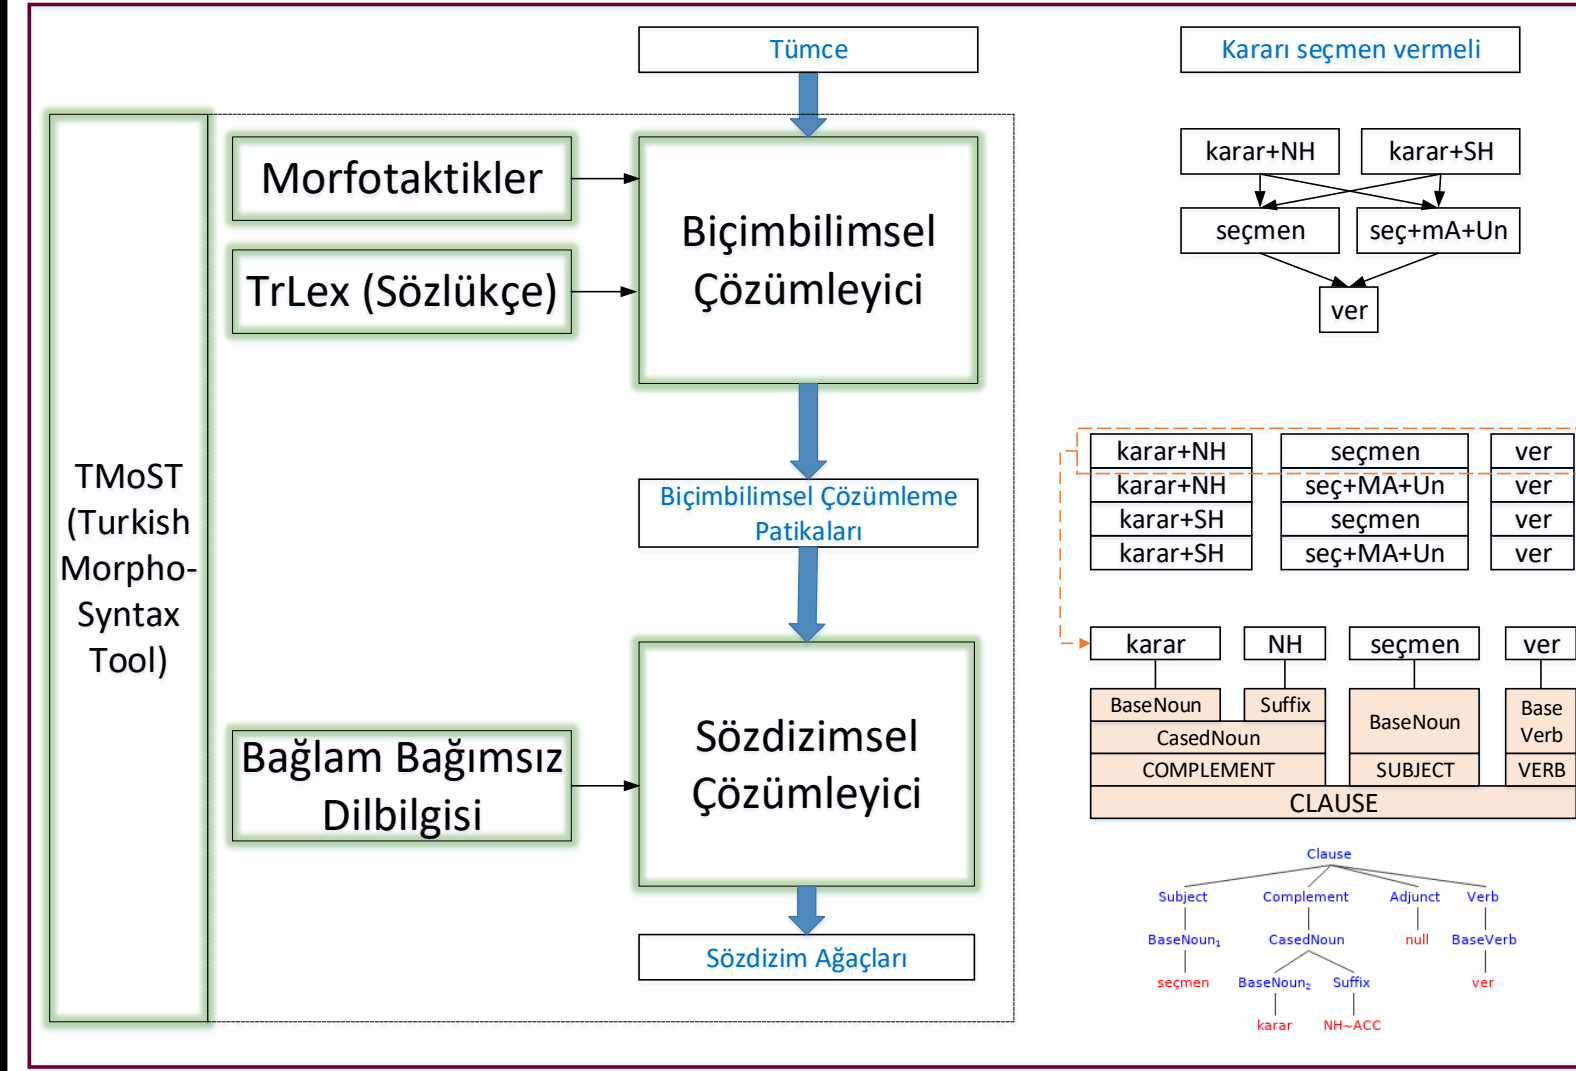 Tümce
Kararı seçmen vermeli
TMoST
(Turkish
Morpho-
Syntax
Tool)
Morfotaktikler
TrLex (Sözlükçe)
Biçimbilimsel
Çözümleyici
karar+NH
karar+SH
seçmen
seç+mA+Un
ver
Biçimbilimsel Çözümleme
Patikaları
karar+NH seçmen ver
karar+NH seç+MA+Un ver
karar+SH seçmen ver
karar+SH seç+MA+Un ver
Bağlam Bağımsız
Dilbilgisi
Sözdizimsel
Çözümleyici
karar NH seçmen ver
BaseNoun Suffix BaseNoun Base
Verb
CasedNoun
COMPLEMENT SUBJECT VERB
CLAUSE
Sözdizim Ağaçları
Clause
Subject Complement Adjunct Verb
BaseNoun₁ CasedNoun null BaseVerb
seçmen BaseNoun₂ Suffix ver
karar NH~ACC